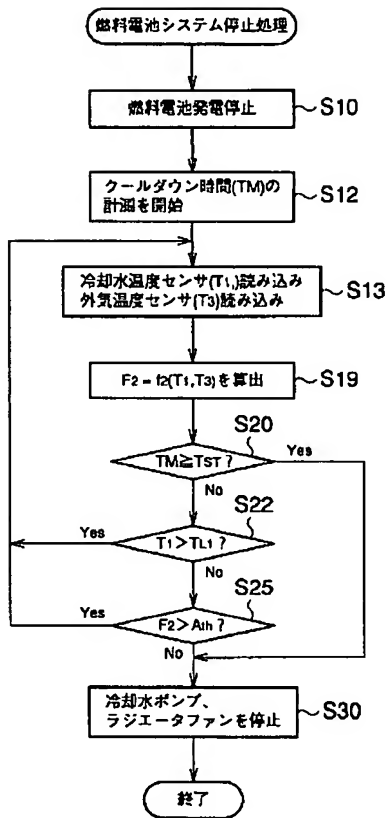 燃料電池システム停止処理
燃料電池発電停止
S10
クールダウン時間(TM)の
計測を開始
S12
冷却水温度センサ(T1,)読み込み
外気温度センサ(T3)読み込み
S13
F2 = f2(T1,T3)を算出
S19
S20
TM≧TST ?
Yes
No
S22
Yes
T1>TL1 ?
No
S25
Yes
F2>Ath ?
No
冷却水ポンプ、
ラジエータファンを停止
S30
終了